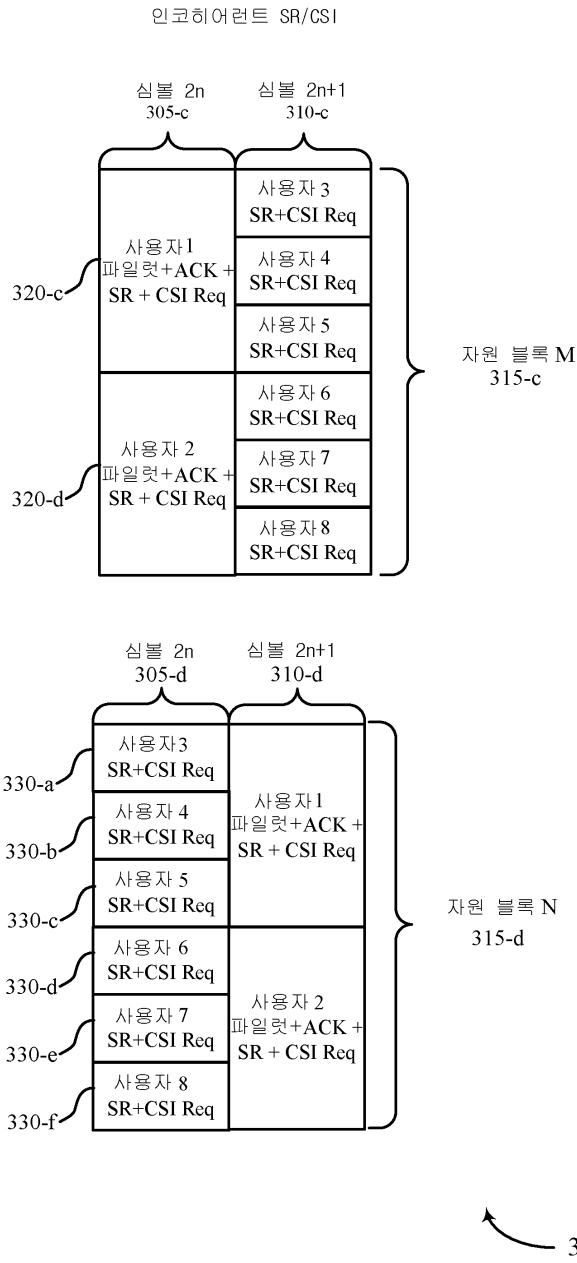 인코히어런트 SR/CSI
심볼 2n
305-c
심볼 2n+1
310-c
사용자1
파일럿+ACK +
SR + CSI Req
320-c
사용자 2
파일럿+ACK +
SR + CSI Req
320-d
사용자 3
SR+CSI Req
사용자 4
SR+CSI Req
사용자 5
SR+CSI Req
사용자 6
SR+CSI Req
사용자 7
SR+CSI Req
사용자 8
SR+CSI Req
자원 블록 M
315-c
심볼 2n
305-d
심볼 2n+1
310-d
사용자3
SR+CSI Req
330-a
사용자 4
SR+CSI Req
330-b
사용자 5
SR+CSI Req
330-c
사용자 6
SR+CSI Req
330-d
사용자 7
SR+CSI Req
330-e
사용자 8
SR+CSI Req
330-f
사용자1
파일럿+ACK +
SR + CSI Req
사용자 2
파일럿+ACK +
SR + CSI Req
자원 블록 N
315-d